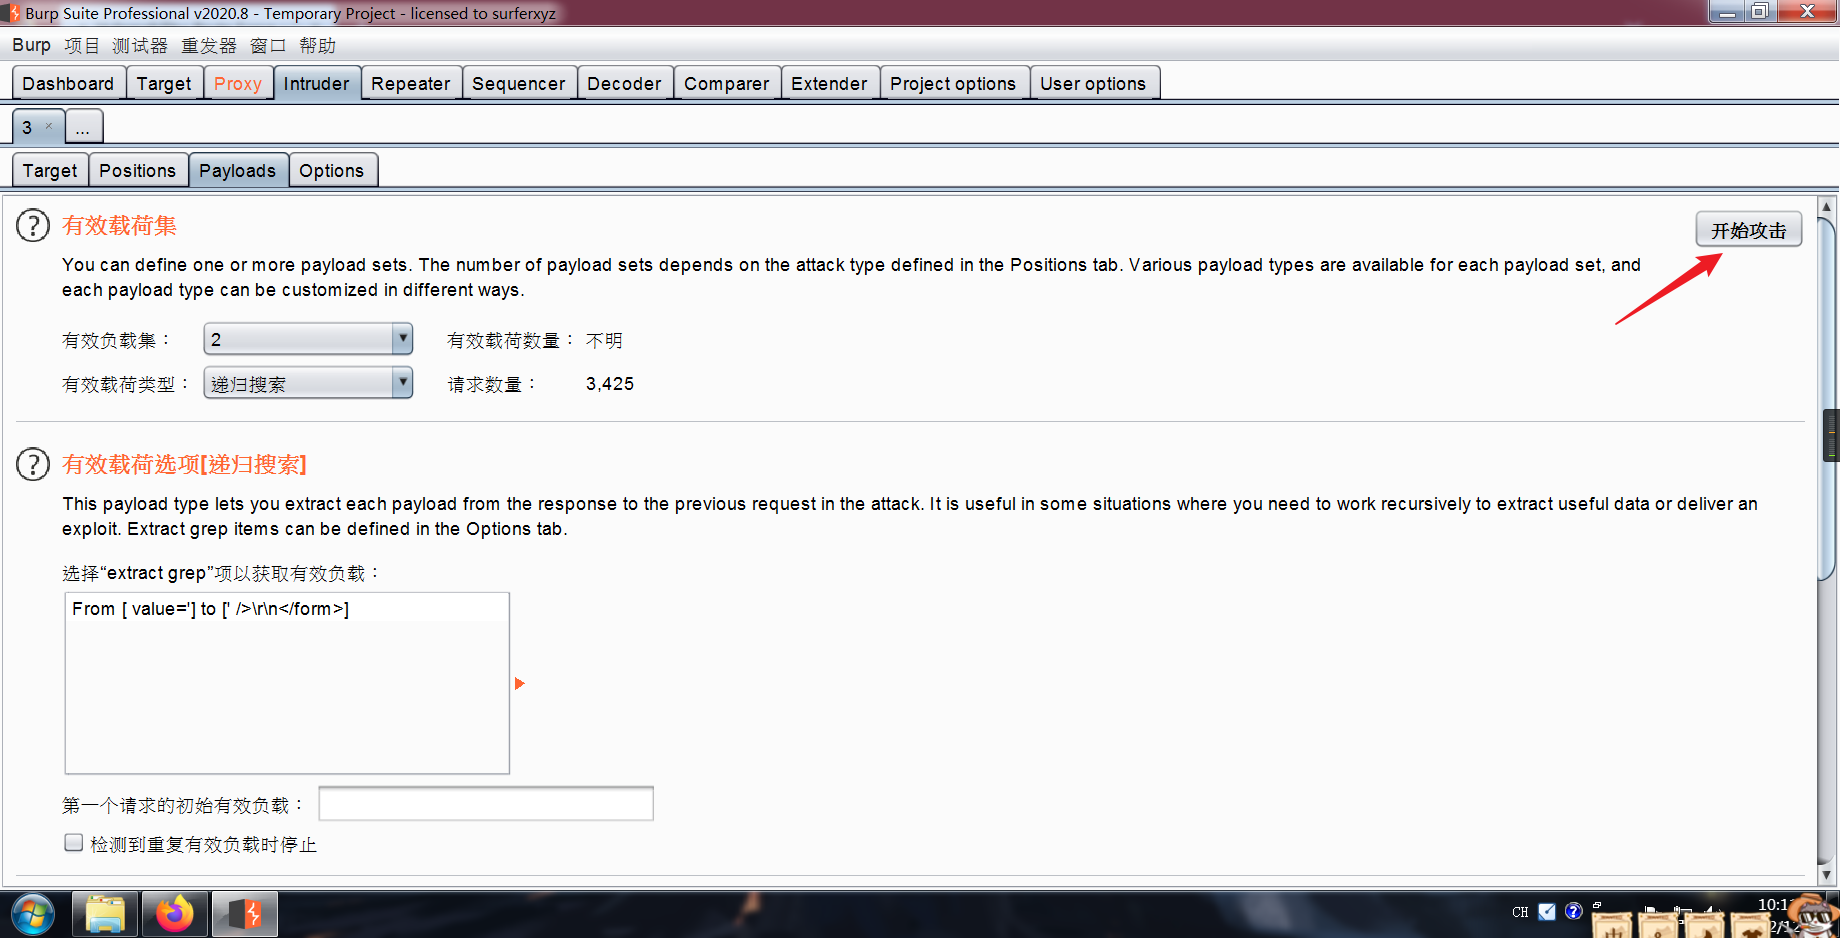 Burp Suite Professional v2020.8 - Temporary Project - licensed to surferxyz
Burp 项目 测试器 重发器 窗口 帮助
Dashboard Target Proxy Intruder Repeater Sequencer Decoder Comparer Extender Project options User options
3 × ...
Target Positions Payloads Options
? 有效载荷集
开始攻击
You can define one or more payload sets. The number of payload sets depends on the attack type defined in the Positions tab. Various payload types are available for each payload set, and
each payload type can be customized in different ways.
有效负载集： 2 有效载荷数量： 不明
有效载荷类型： 递归搜索 请求数量： 3,425
? 有效载荷选项[递归搜索]
This payload type lets you extract each payload from the response to the previous request in the attack. It is useful in some situations where you need to work recursively to extract useful data or deliver an
exploit. Extract grep items can be defined in the Options tab.
选择“extract grep”项以获取有效负载：
From [ value='] to [' />\r\n</form>]
第一个请求的初始有效负载：
检测到重复有效负载时停止
CH ?